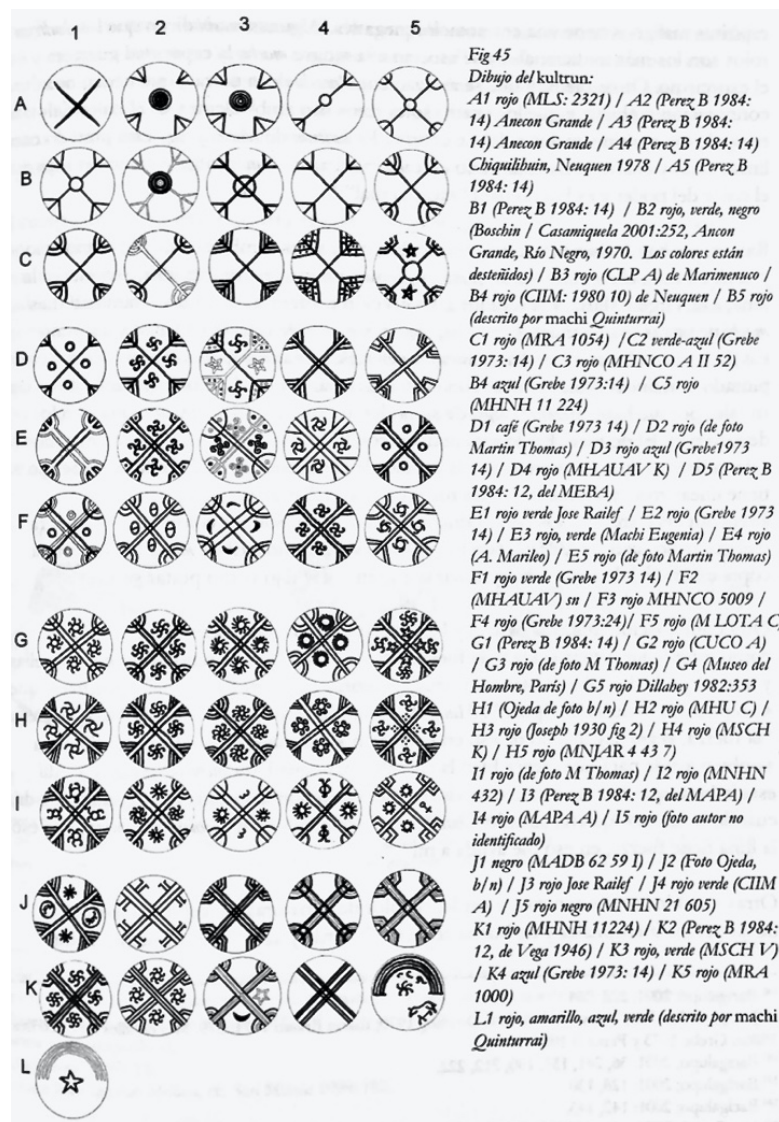 1 2 3 4 5
A
B
C
D
E
F
G
H
I
J
K
L
Fig 45
Dibujo del kultrun:
A1 rojo (MLS: 2321) / A2 (Perez B 1984:
14) Anecon Grande / A3 (Perez B 1984:
14) Anecon Grande / A4 (Perez B 1984: 14)
Chiquilihuin, Neuquen 1978 / A5 (Perez B
1984: 14)
B1 (Perez B 1984: 14) / B2 rojo, verde, negro
(Boschin / Casamiquela 2001:252, Ancon
Grande, Río Negro, 1970. Los colores están
desteñidos) / B3 rojo (CLP A) de Marimenuco /
B4 rojo (CIIM: 1980 10) de Neuquen / B5 rojo
(descrito por machi Quinturrai)
C1 rojo (MRA 1054) /C2 verde-azul (Grebe
1973: 14) / C3 rojo (MHNCO A II 52)
B4 azul (Grebe 1973:14) / C5 rojo
(MHNH 11 224)
D1 café (Grebe 1973 14) / D2 rojo (de foto
Martin Thomas) / D3 rojo azul (Grebe1973
14) / D4 rojo (MHAUAV K) / D5 (Perez B
1984: 12, del MEBA)
E1 rojo verde Jose Railef / E2 rojo (Grebe 1973
14) / E3 rojo, verde (Machi Eugenia) / E4 rojo
(A. Marileo) / E5 rojo (de foto Martin Thomas)
F1 rojo verde (Grebe 1973 14) / F2
(MHAUAV) sn / F3 rojo MHNCO 5009 /
F4 rojo (Grebe 1973:24)/ F5 rojo (M LOTA C)
G1 (Perez B 1984: 14) / G2 rojo (CUCO A)
/ G3 rojo (de foto M Thomas) / G4 (Museo del
Hombre, París) / G5 rojo Dillahey 1982:353
H1 (Ojeda de foto b/n) / H2 rojo (MHU C) /
H3 rojo (Joseph 1930 fig 2) / H4 rojo (MSCH
K) / H5 rojo (MNJAR 4 43 7)
I1 rojo (de foto M Thomas) / I2 rojo (MNHN
432) / I3 (Perez B 1984: 12, del MAPA) /
I4 rojo (MAPA A) / I5 rojo (foto autor no
identificado)
J1 negro (MADB 62 59 I) / J2 (Foto Ojeda,
b/n) / J3 rojo Jose Railef / J4 rojo verde (CIIM
A) / J5 rojo negro (MNHN 21 605)
K1 rojo (MHNH 11224) / K2 (Perez B 1984:
12, de Vega 1946) / K3 rojo, verde (MSCH V)
/ K4 azul (Grebe 1973: 14) / K5 rojo (MRA
1000)
L1 rojo, amarillo, azul, verde (descrito por machi
Quinturrai)